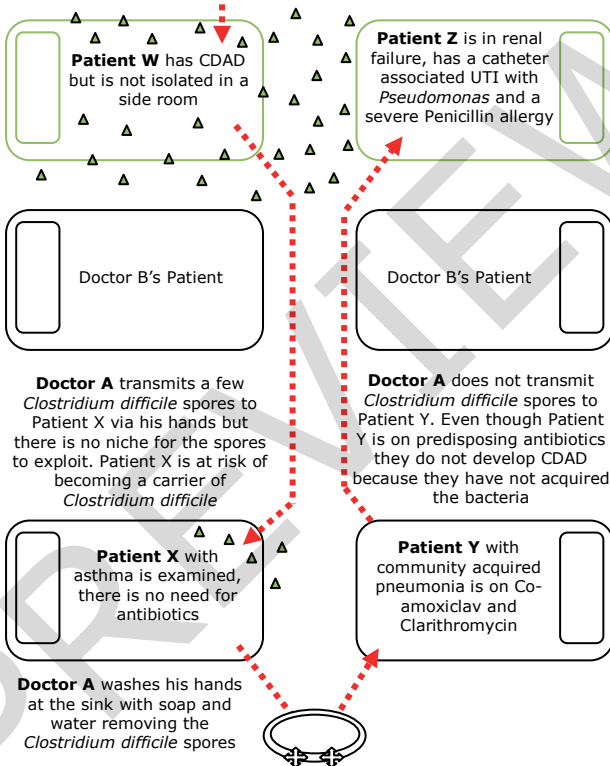 Patient W has CDAD
but is not isolated in a
side room
Patient Z is in renal
failure, has a catheter
associated UTI with
Pseudomonas and a
severe Penicillin allergy
Doctor B's Patient
Doctor B's Patient
Doctor A transmits a few
Clostridium difficile spores to
Patient X via his hands but
there is no niche for the spores
to exploit. Patient X is at risk of
becoming a carrier of
Clostridium difficile
Doctor A does not transmit
Clostridium difficile spores to
Patient Y. Even though Patient
Y is on predisposing antibiotics
they do not develop CDAD
because they have not acquired
the bacteria
Patient X with
asthma is examined,
there is no need for
antibiotics
Patient Y with
community acquired
pneumonia is on Co-
amoxiclav and
Clarithromycin
Doctor A washes his hands
at the sink with soap and
water removing the
Clostridium difficile spores
PREVIEW